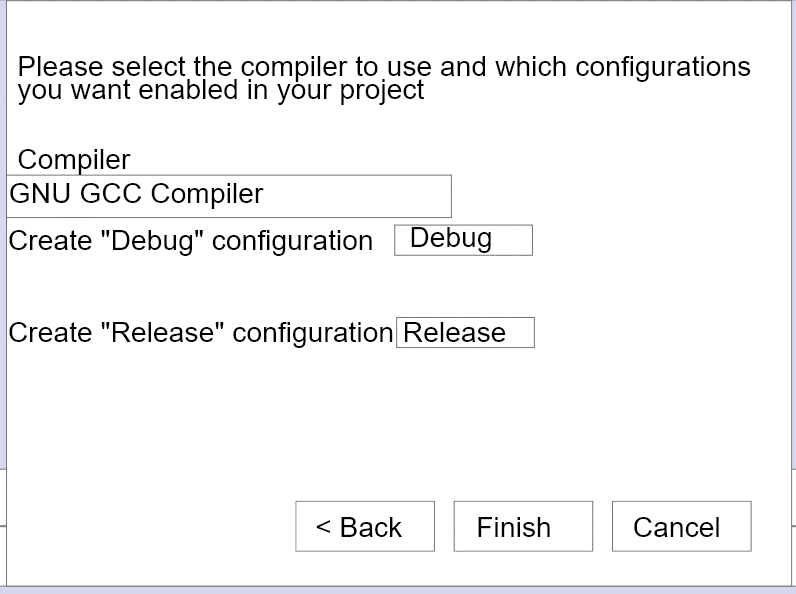 Please select the compiler to use and which configurations
you want enabled in your project
Compiler
GNU GCC Compiler
Create "Debug" configuration Debug
Create "Release" configuration Release
< Back Finish Cancel